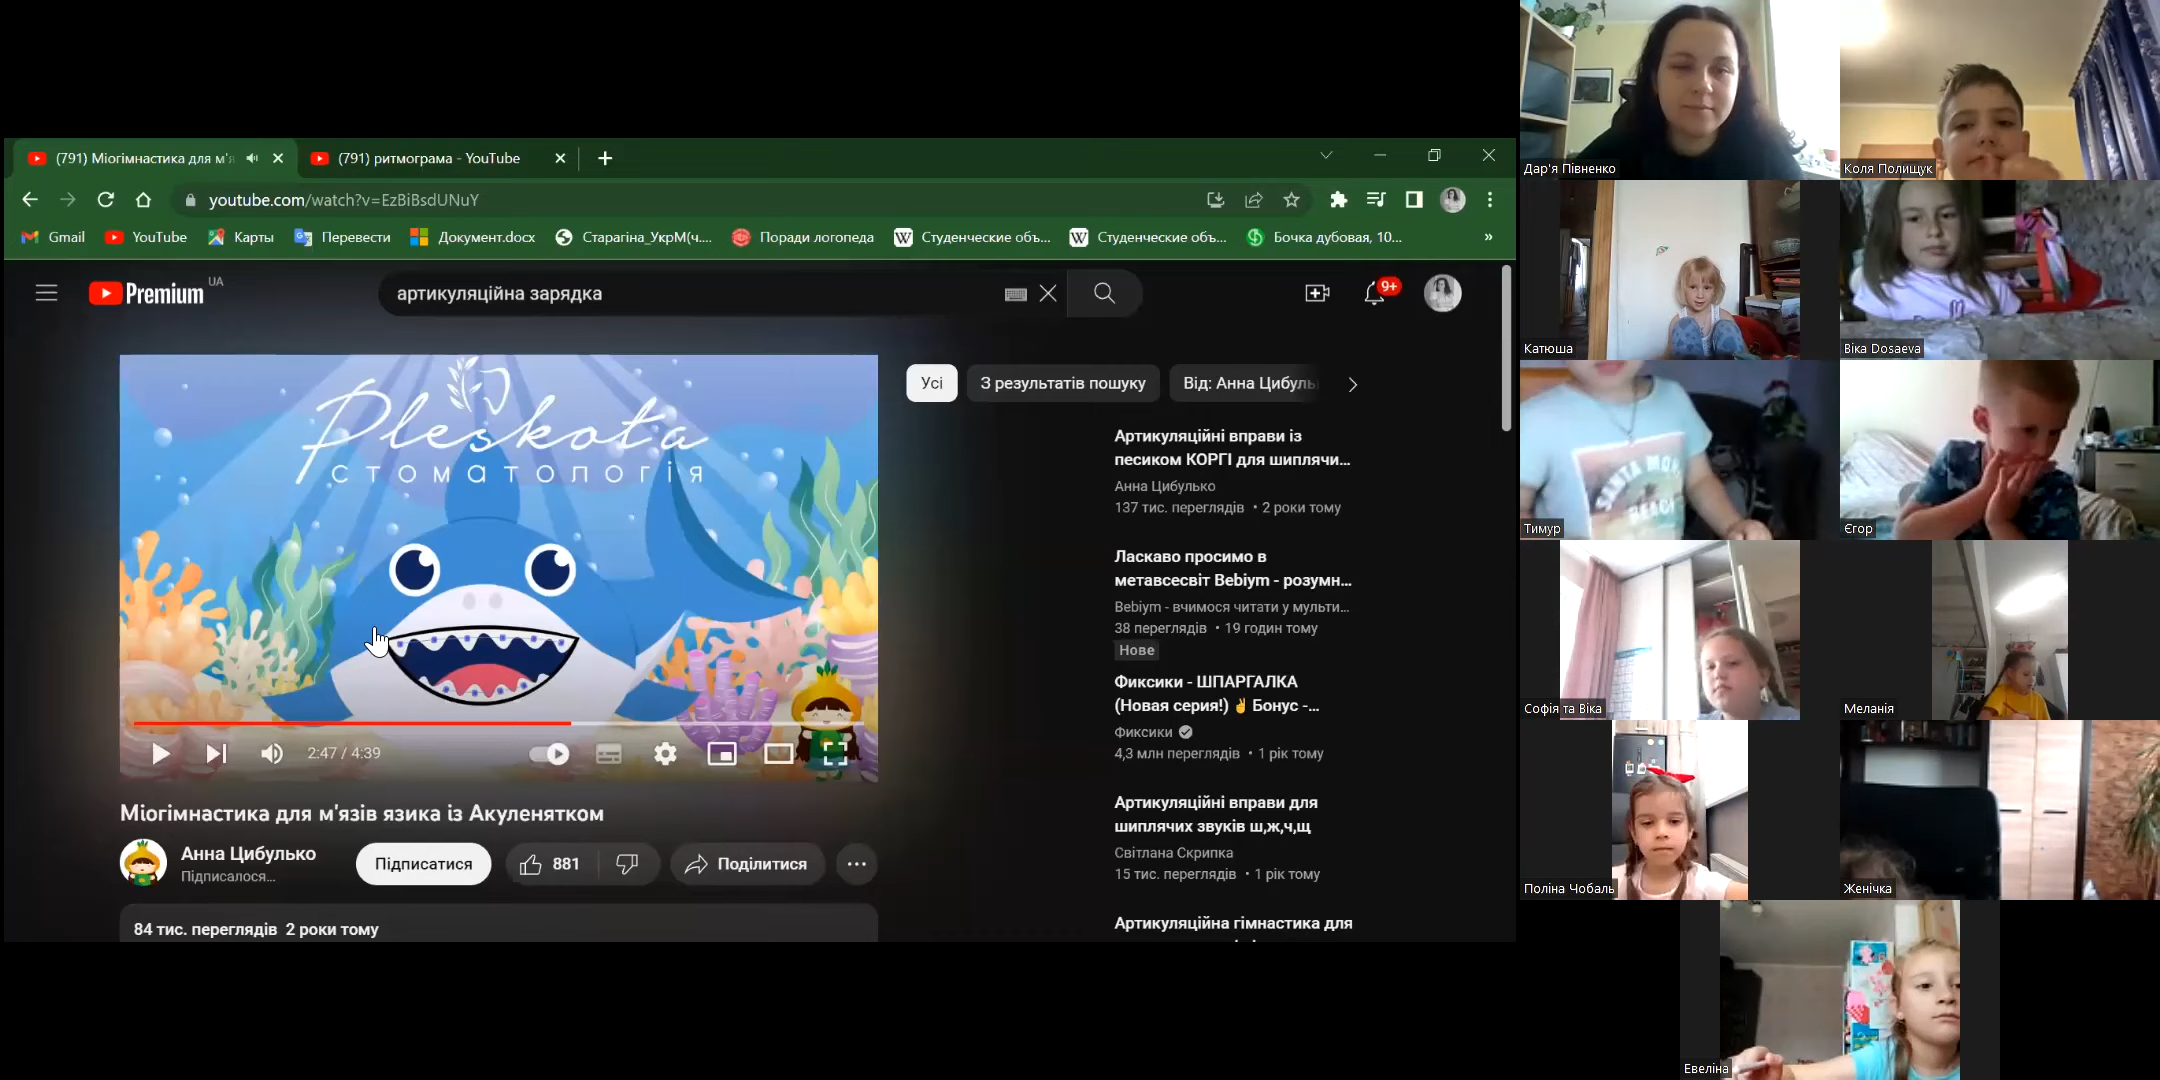 (791) Міогімнастика для м'я
(791) ритмограма - YouTube
youtube.com/watch?v=EzBiBsdUNuY
Gmail
YouTube
Карты
Перевести
Документ.docx
Старагіна_УкрМ(ч....
Поради логопеда
Студенческие объ...
Студенческие объ...
Бочка дубовая, 10...
»
Premium UA
артикуляційна зарядка
9+
Pleskota
СТОМАТОЛОГІЯ
2:47 / 4:39
Міогімнастика для м'язів язика із Акуленятком
Анна Цибулько
Підписалося...
Підписатися
881
Поділитися
84 тис. переглядів 2 роки тому
Усі
З результатів пошуку
Від: Анна Цибуль
Артикуляційні вправи із
песиком КОРГІ для шиплячи...
Анна Цибулько
137 тис. переглядів • 2 роки тому
Ласкаво просимо в
метавсесвіт Bebiym - розумн...
Bebiym - вчимося читати у мульти...
38 переглядів • 19 годин тому
Нове
Фиксики - ШПАРГАЛКА
(Новая серия!) ✌ Бонус -...
Фиксики
4,3 млн переглядів • 1 рік тому
Артикуляційні вправи для
шиплячих звуків ш,ж,ч,щ
Світлана Скрипка
15 тис. переглядів • 1 рік тому
Артикуляційна гімнастика для
Дар'я Півненко
Коля Полищук
Катюша
Віка Dosaeva
Тимур
Єгор
Софія та Віка
Меланія
Поліна Чобаль
Женічка
Евеліна